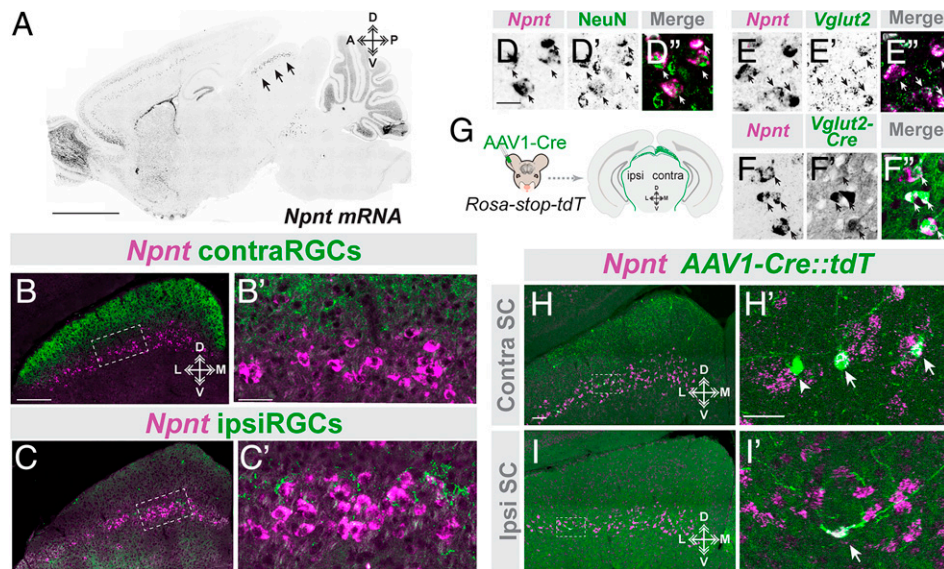 A
D
A P
V
Npnt mRNA
Npnt NeuN Merge
D D' D"
Npnt Vglut2 Merge
E E' E"
G
AAV1-Cre
Rosa-stop-tdT
ipsi contra
D
L M
V
Npnt Vglut2-Cre Merge
F F' F"
Npnt contraRGCs
B B'
D
L M
V
Npnt ipsiRGCs
C C'
Npnt AAV1-Cre::tdT
Contra SC
H H'
D
L M
V
Ipsi SC
I I'
D
L M
V